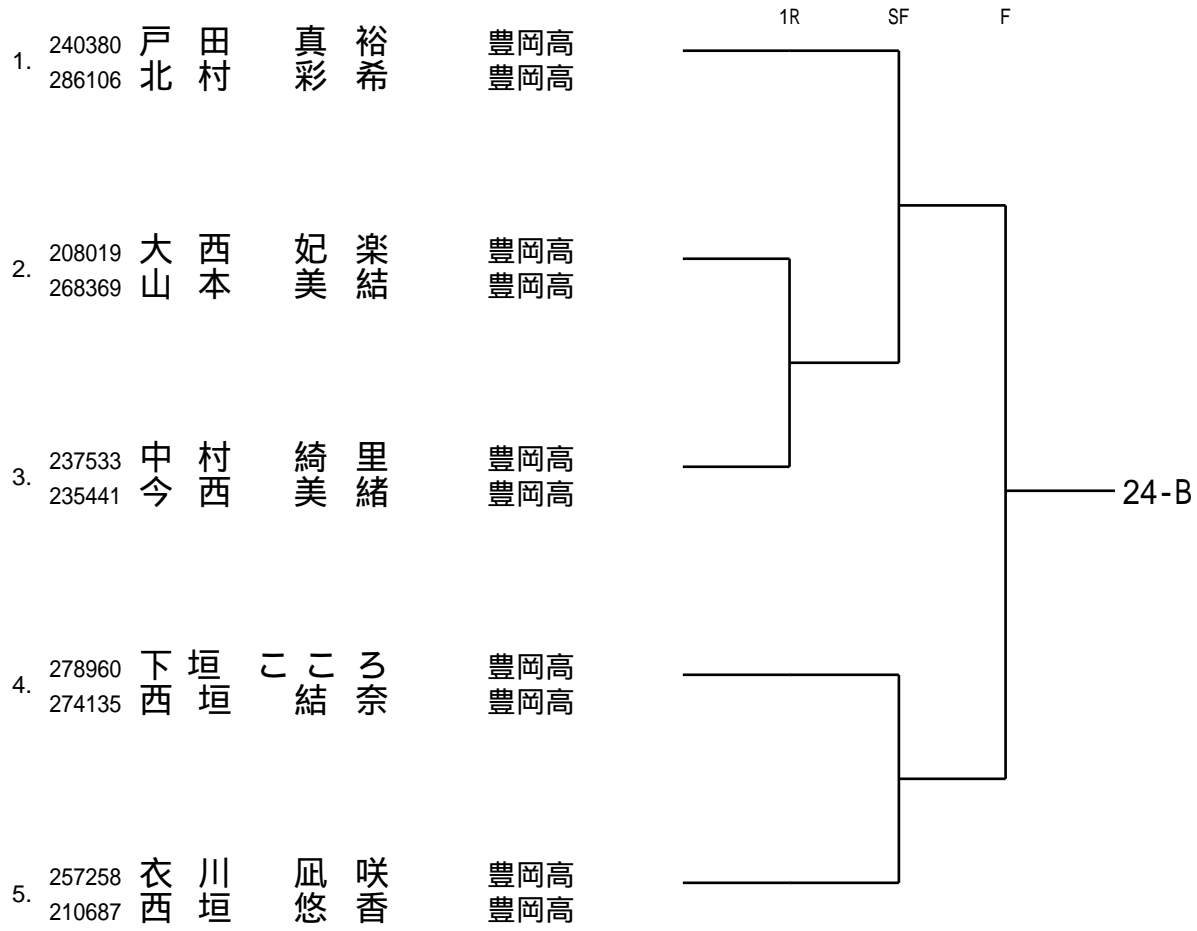 1R SF F
1. 240380 戸田 真裕 豊岡高
286106 北村 彩希 豊岡高
2. 208019 大西 妃楽 豊岡高
268369 山本 美結 豊岡高
3. 237533 中村 綺里 豊岡高
235441 今西 美緒 豊岡高
24-B
4. 278960 下垣 こころ 豊岡高
274135 西垣 結奈 豊岡高
5. 257258 衣川 凪咲 豊岡高
210687 西垣 悠香 豊岡高